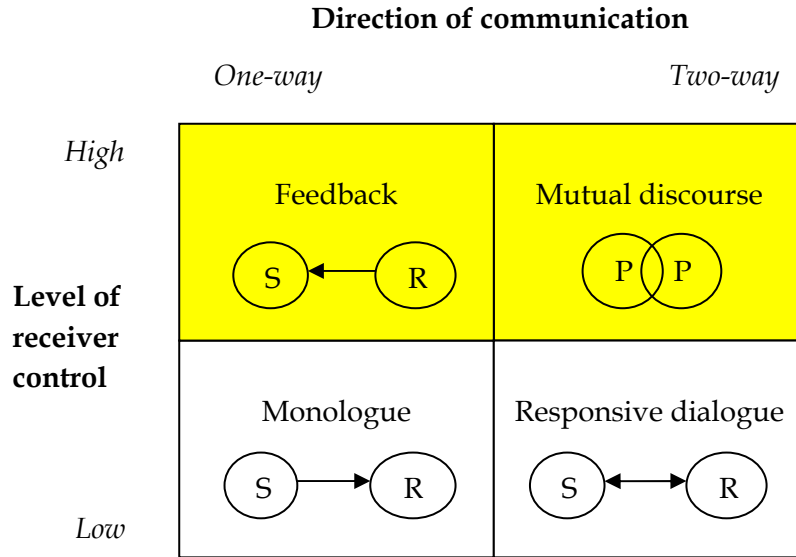 Direction of communication
One-way Two-way
High
Feedback Mutual discourse
S R P P
Level of
receiver
control
Monologue Responsive dialogue
S R S R
Low